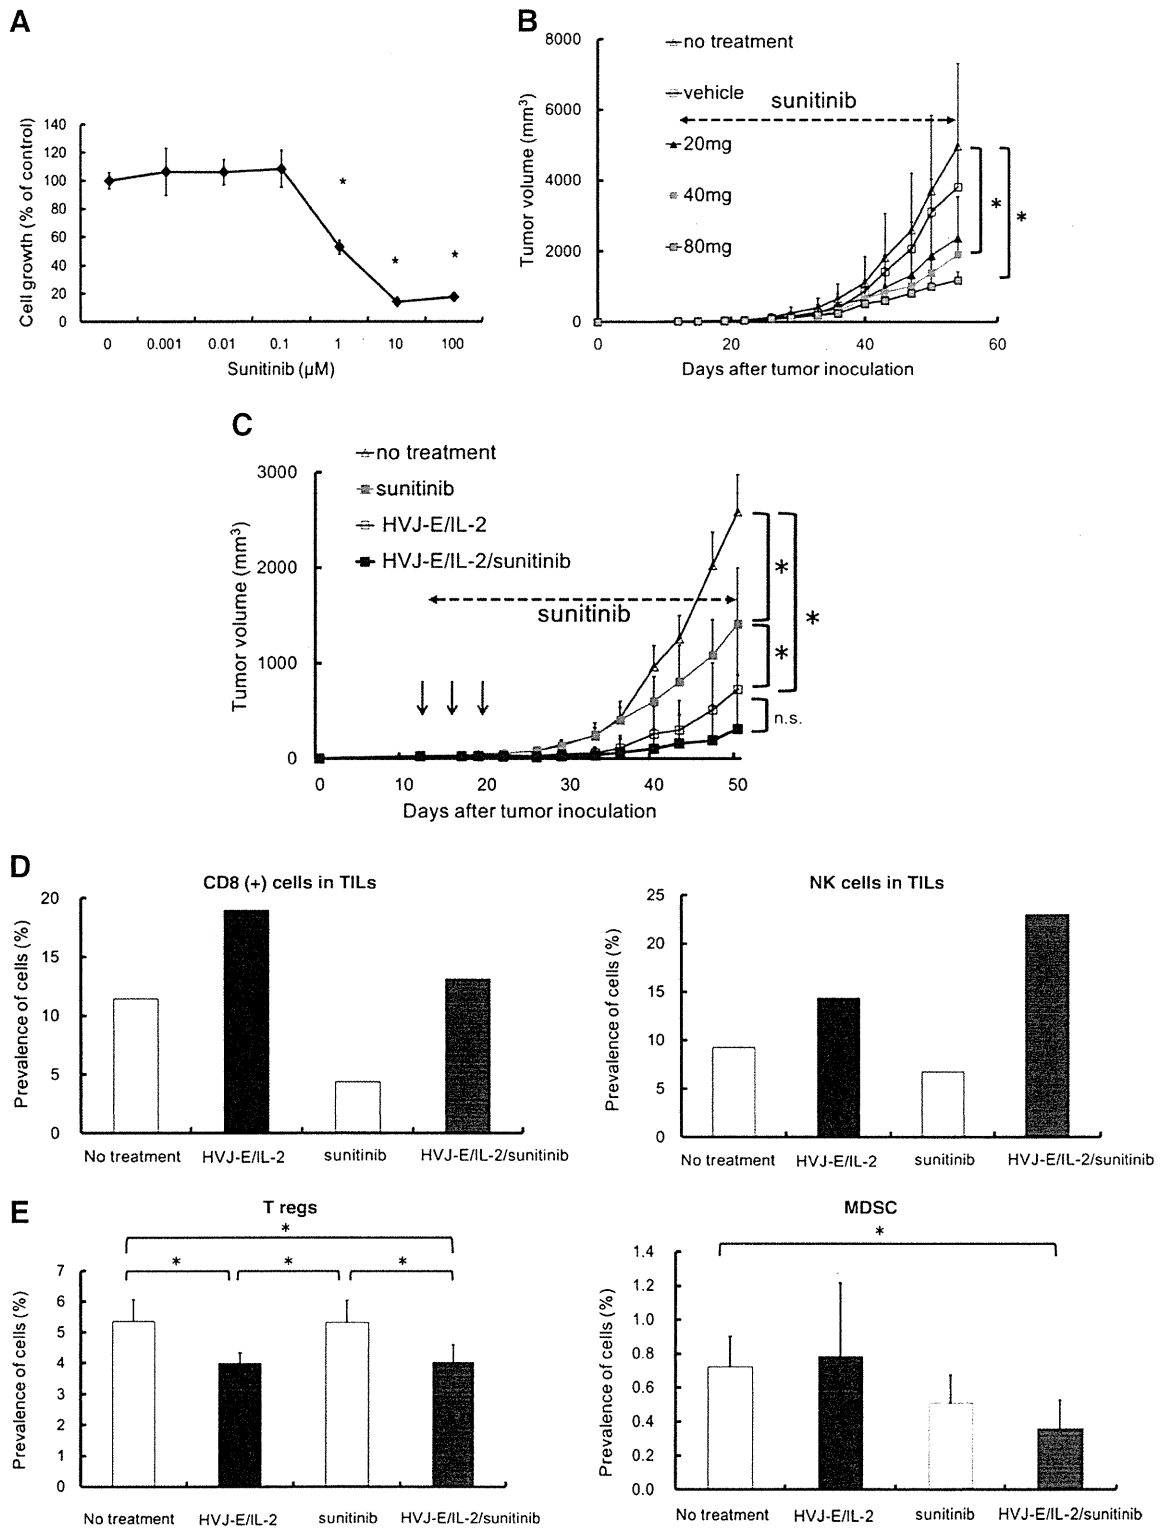 A
Cell growth (% of control)
140
120
100
80
60
40
20
0
*
*
*
0 0.001 0.01 0.1 1 10 100
Sunitinib (µM)
B
Tumor volume (mm³)
8000
6000
4000
2000
0
no treatment
vehicle
20mg
40mg
80mg
sunitinib
*
*
0 20 40 60
Days after tumor inoculation
C
Tumor volume (mm³)
3000
2000
1000
0
no treatment
sunitinib
HVJ-E/IL-2
HVJ-E/IL-2/sunitinib
sunitinib
*
*
*
n.s.
0 10 20 30 40 50
Days after tumor inoculation
D
CD8 (+) cells in TILs
Prevalence of cells (%)
20
15
10
5
0
No treatment HVJ-E/IL-2 sunitinib HVJ-E/IL-2/sunitinib
NK cells in TILs
Prevalence of cells (%)
25
20
15
10
5
0
No treatment HVJ-E/IL-2 sunitinib HVJ-E/IL-2/sunitinib
E
T regs
*
* * *
Prevalence of cells (%)
7
6
5
4
3
2
1
0
No treatment HVJ-E/IL-2 sunitinib HVJ-E/IL-2/sunitinib
MDSC
*
Prevalence of cells (%)
1.4
1.2
1.0
0.8
0.6
0.4
0.2
0.0
No treatment HVJ-E/IL-2 sunitinib HVJ-E/IL-2/sunitinib